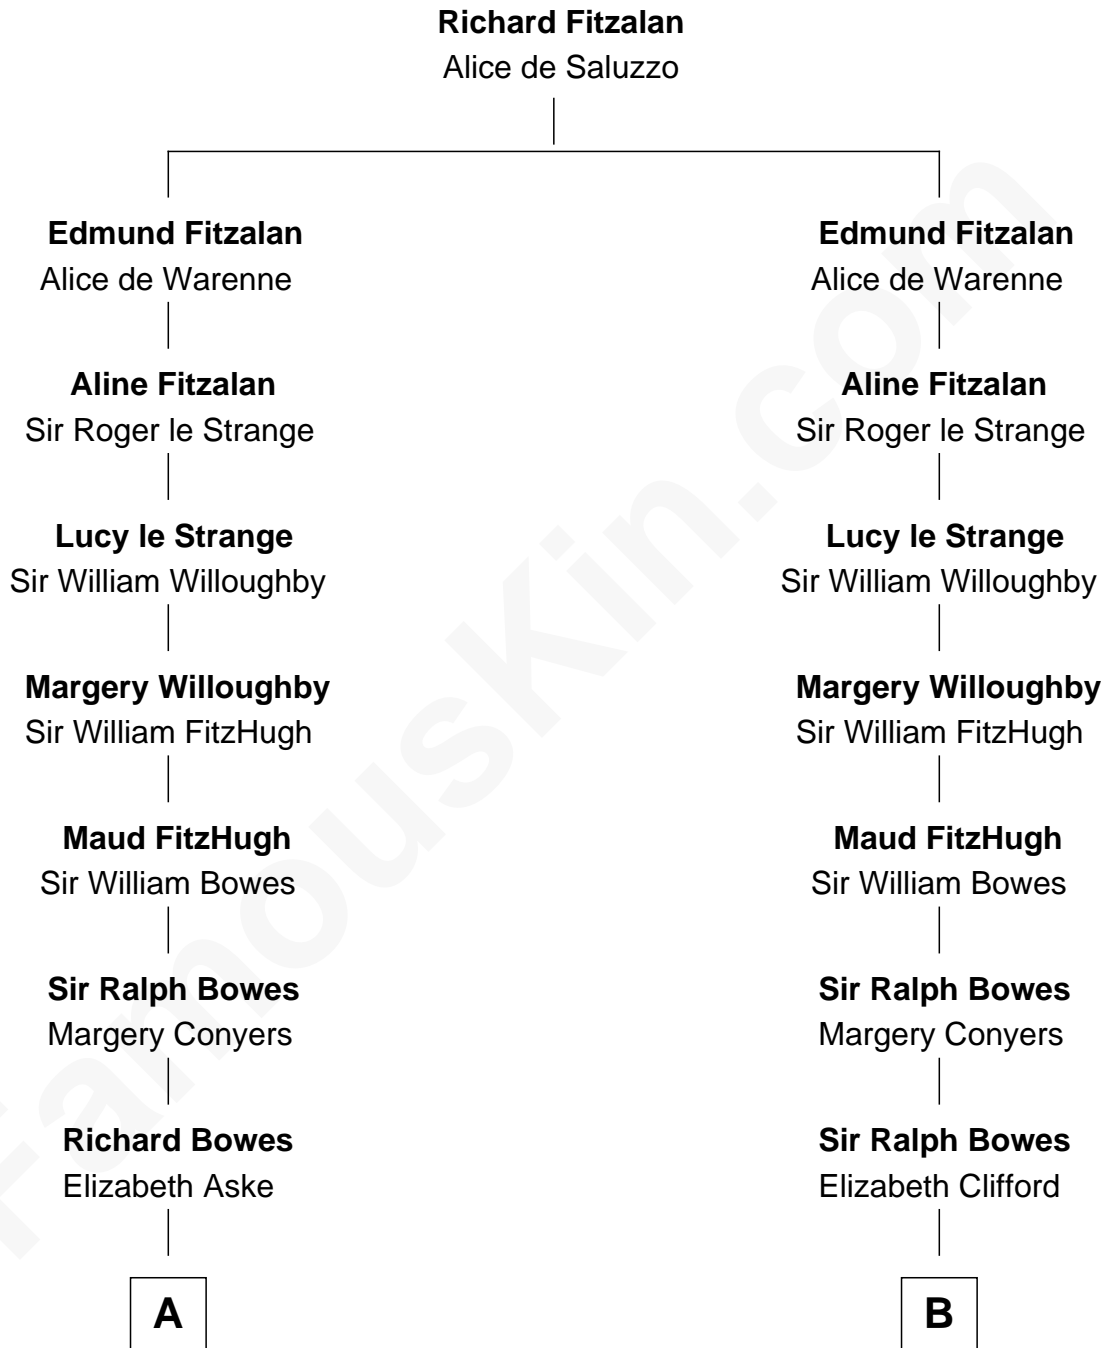 Richard Fitzalan
Alice de Saluzzo
Edmund Fitzalan
Alice de Warenne
Edmund Fitzalan
Alice de Warenne
Aline Fitzalan
Sir Roger le Strange
Aline Fitzalan
Sir Roger le Strange
Lucy le Strange
Sir William Willoughby
Lucy le Strange
Sir William Willoughby
Margery Willoughby
Sir William FitzHugh
Margery Willoughby
Sir William FitzHugh
Maud FitzHugh
Sir William Bowes
Maud FitzHugh
Sir William Bowes
Sir Ralph Bowes
Margery Conyers
Sir Ralph Bowes
Margery Conyers
Richard Bowes
Elizabeth Aske
Sir Ralph Bowes
Elizabeth Clifford
A
B
FamousKin.com